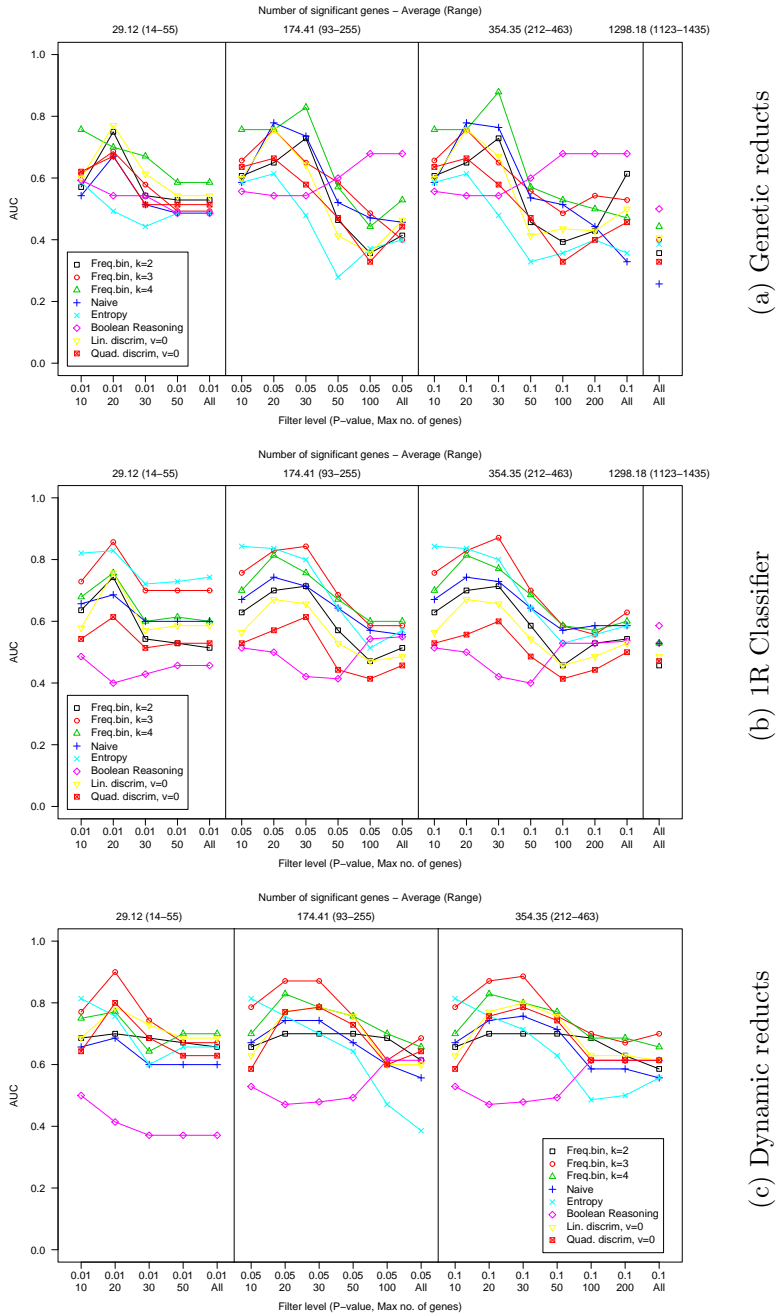 Number of significant genes − Average (Range)
29.12 (14−55) 174.41 (93−255) 354.35 (212−463) 1298.18 (1123−1435)
1.0
0.8
0.6
0.4
0.2
0.0
AUC
Freq.bin, k=2
Freq.bin, k=3
Freq.bin, k=4
Naive
Entropy
Boolean Reasoning
Lin. discrim, v=0
Quad. discrim, v=0
0.01 0.01 0.01 0.01 0.01 0.05 0.05 0.05 0.05 0.05 0.05 0.1 0.1 0.1 0.1 0.1 0.1 0.1 All
10 20 30 50 All 10 20 30 50 100 All 10 20 30 50 100 200 All All
Filter level (P−value, Max no. of genes)
(a) Genetic reducts
Number of significant genes − Average (Range)
29.12 (14−55) 174.41 (93−255) 354.35 (212−463) 1298.18 (1123−1435)
1.0
0.8
0.6
0.4
0.2
0.0
AUC
Freq.bin, k=2
Freq.bin, k=3
Freq.bin, k=4
Naive
Entropy
Boolean Reasoning
Lin. discrim, v=0
Quad. discrim, v=0
0.01 0.01 0.01 0.01 0.01 0.05 0.05 0.05 0.05 0.05 0.05 0.1 0.1 0.1 0.1 0.1 0.1 0.1 All
10 20 30 50 All 10 20 30 50 100 All 10 20 30 50 100 200 All All
Filter level (P−value, Max no. of genes)
(b) 1R Classifier
Number of significant genes − Average (Range)
29.12 (14−55) 174.41 (93−255) 354.35 (212−463)
1.0
0.8
0.6
0.4
0.2
0.0
AUC
Freq.bin, k=2
Freq.bin, k=3
Freq.bin, k=4
Naive
Entropy
Boolean Reasoning
Lin. discrim, v=0
Quad. discrim, v=0
0.01 0.01 0.01 0.01 0.01 0.05 0.05 0.05 0.05 0.05 0.05 0.1 0.1 0.1 0.1 0.1 0.1 0.1
10 20 30 50 All 10 20 30 50 100 All 10 20 30 50 100 200 All
Filter level (P−value, Max no. of genes)
(c) Dynamic reducts